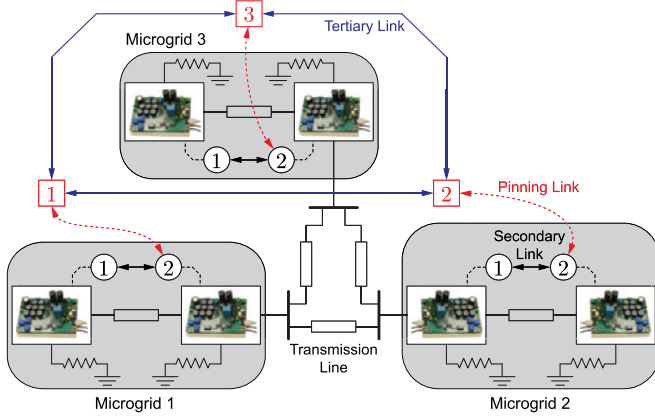 3
Tertiary Link
Microgrid 3
1
2
1
2
Pinning Link
1
2
Secondary
Link
1
2
Transmission
Line
Microgrid 1
Microgrid 2